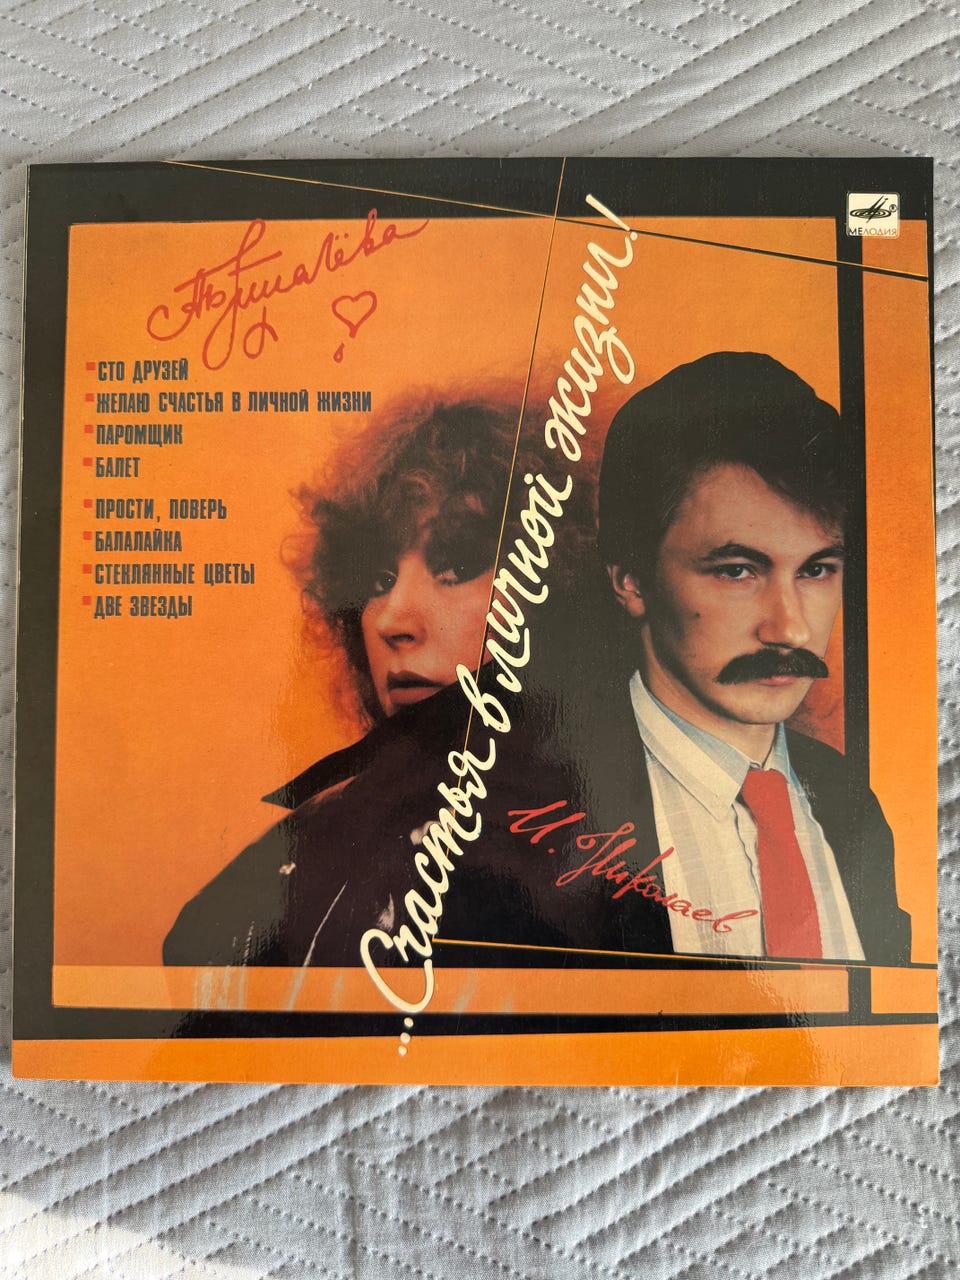 А. Пугачёва
МЕЛОДИЯ
СТО ДРУЗЕЙ
ЖЕЛАЮ СЧАСТЬЯ В ЛИЧНОЙ ЖИЗНИ
ПАРОМЩИК
БАЛЕТ
ПРОСТИ, ПОВЕРЬ
БАЛАЛАЙКА
СТЕКЛЯННЫЕ ЦВЕТЫ
ДВЕ ЗВЕЗДЫ
...Счастья в личной жизни!
И. Николаев